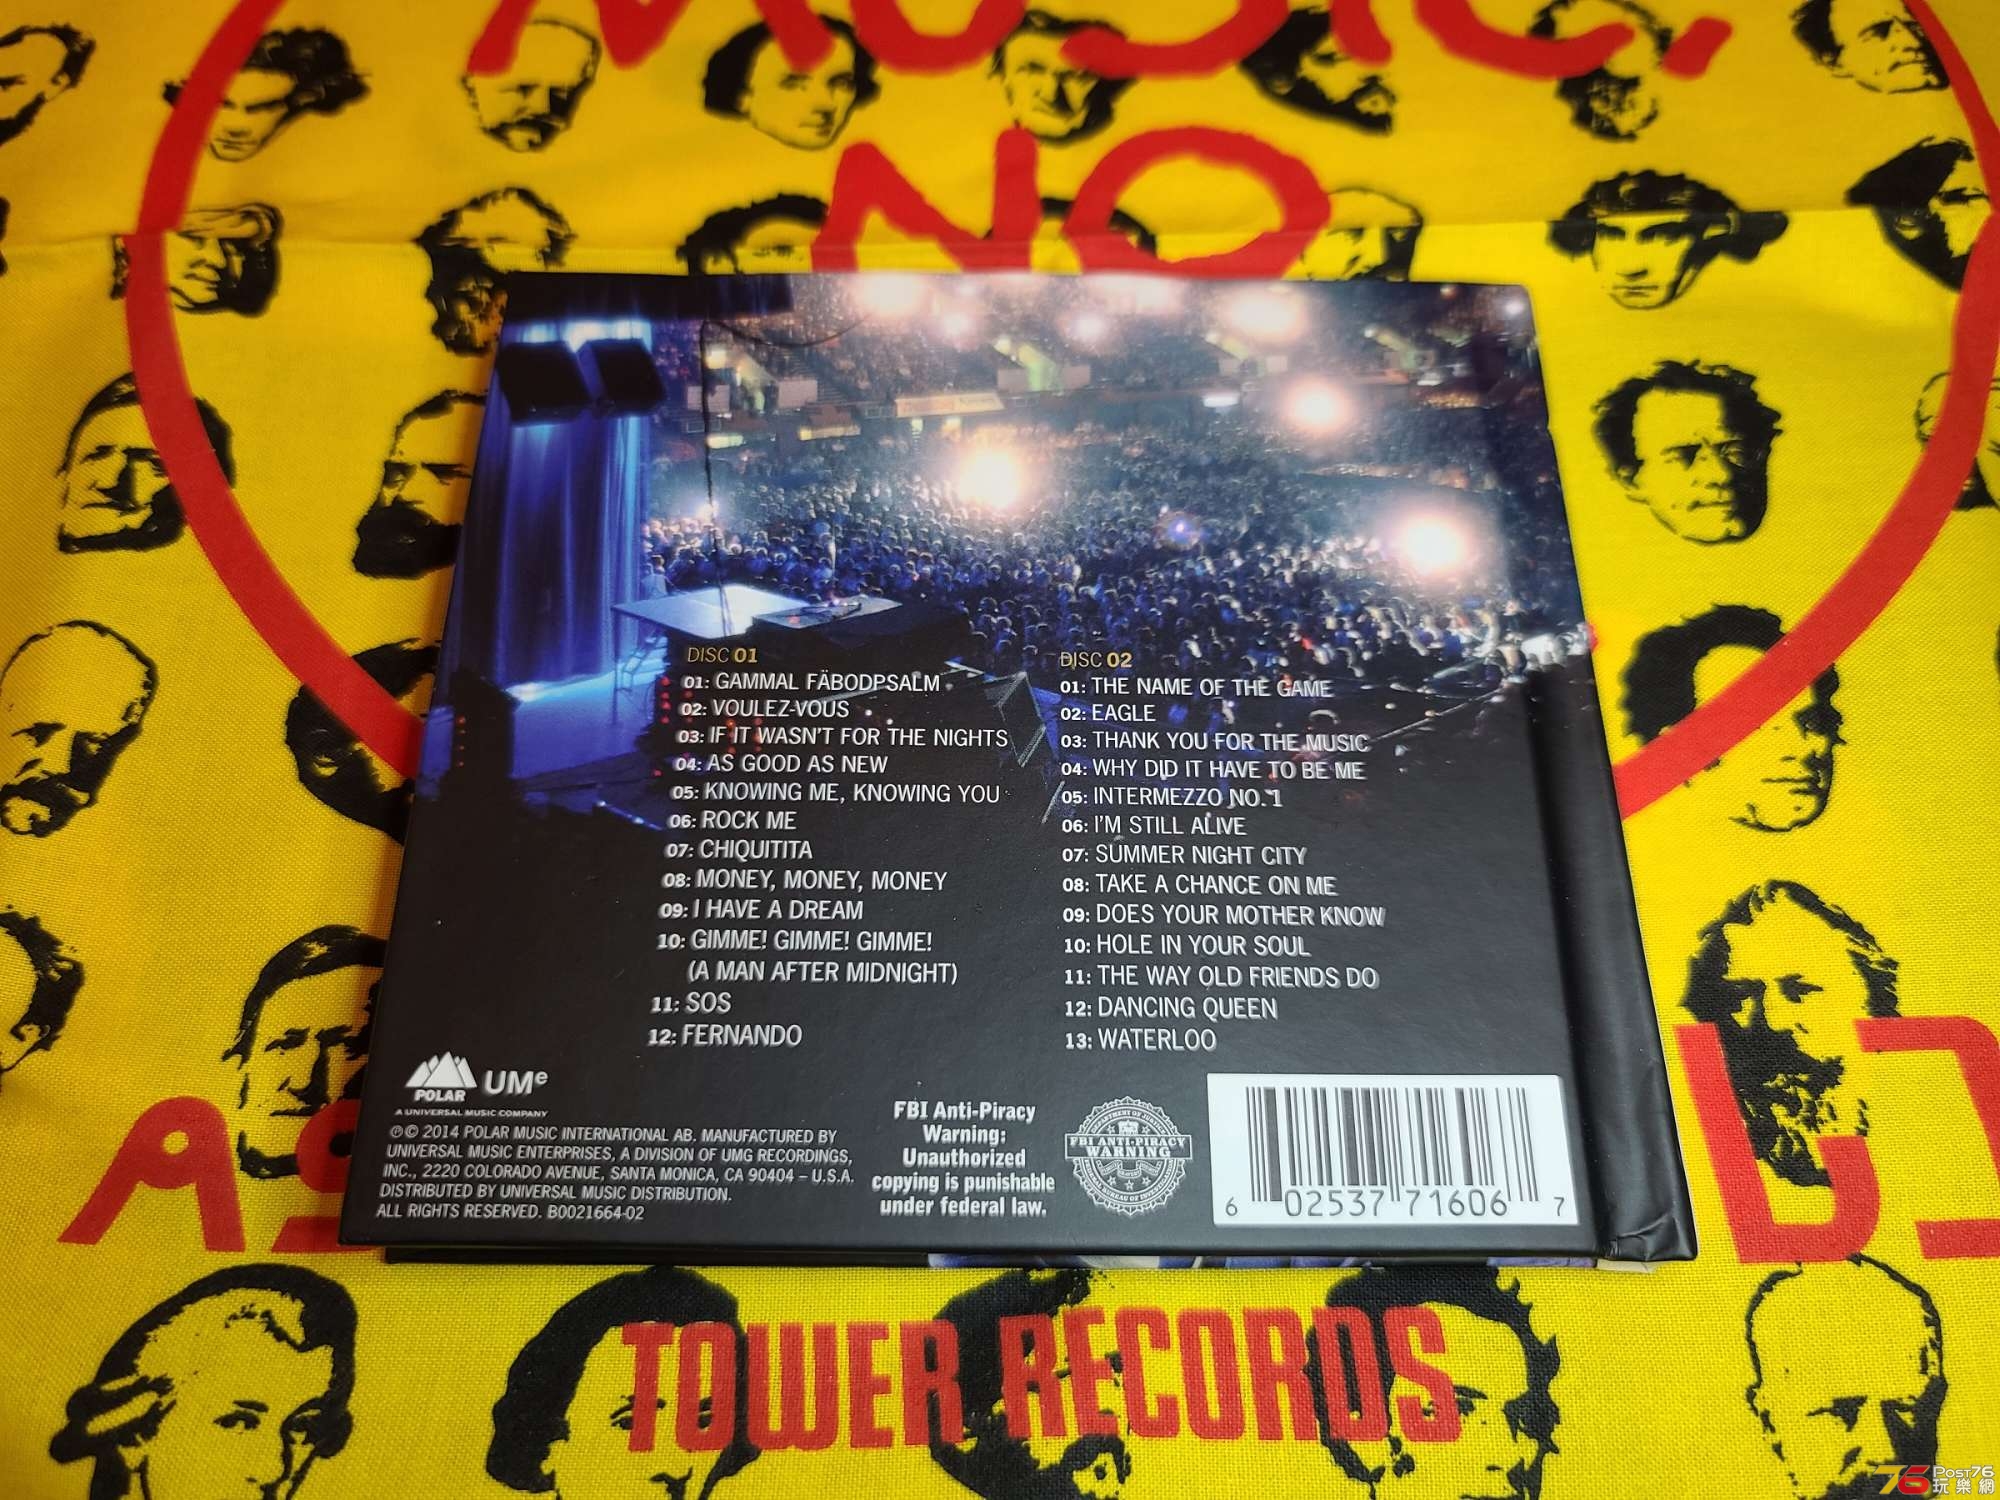 MUSIC,
NO
DISC 01
01: GAMMAL FÄBODPSALM
02: VOULEZ-VOUS
03: IF IT WASN'T FOR THE NIGHTS
04: AS GOOD AS NEW
05: KNOWING ME, KNOWING YOU
06: ROCK ME
07: CHIQUITITA
08: MONEY, MONEY, MONEY
09: I HAVE A DREAM
10: GIMME! GIMME! GIMME!
(A MAN AFTER MIDNIGHT)
11: SOS
12: FERNANDO
DISC 02
01: THE NAME OF THE GAME
02: EAGLE
03: THANK YOU FOR THE MUSIC
04: WHY DID IT HAVE TO BE ME
05: INTERMEZZO NO. 1
06: I'M STILL ALIVE
07: SUMMER NIGHT CITY
08: TAKE A CHANCE ON ME
09: DOES YOUR MOTHER KNOW
10: HOLE IN YOUR SOUL
11: THE WAY OLD FRIENDS DO
12: DANCING QUEEN
13: WATERLOO
POLAR UMe
A UNIVERSAL MUSIC COMPANY
℗© 2014 POLAR MUSIC INTERNATIONAL AB. MANUFACTURED BY
UNIVERSAL MUSIC ENTERPRISES, A DIVISION OF UMG RECORDINGS,
INC., 2220 COLORADO AVENUE, SANTA MONICA, CA 90404 – U.S.A.
DISTRIBUTED BY UNIVERSAL MUSIC DISTRIBUTION.
ALL RIGHTS RESERVED. B0021664-02
FBI Anti-Piracy
Warning:
Unauthorized
copying is punishable
under federal law.
FBI ANTI-PIRACY
WARNING
6 02537 71606 7
TOWER RECORDS
76 POST76
玩樂網